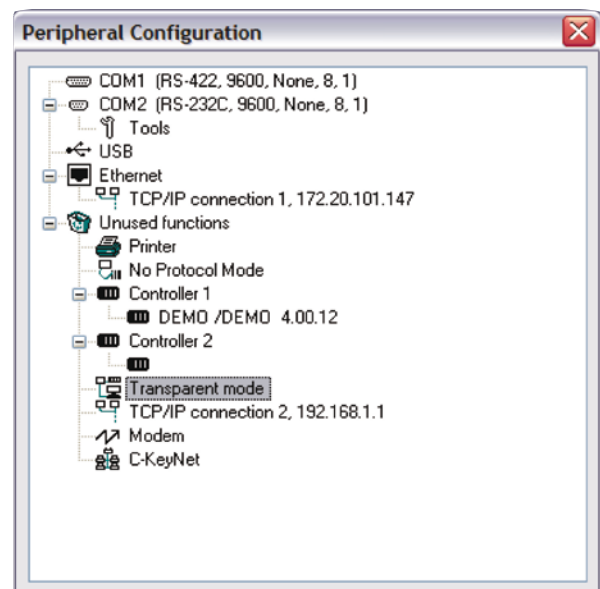 Peripheral Configuration
COM1 (RS-422, 9600, None, 8, 1)
COM2 (RS-232C, 9600, None, 8, 1)
Tools
USB
Ethernet
TCP/IP connection 1, 172.20.101.147
Unused functions
Printer
No Protocol Mode
Controller 1
DEMO /DEMO 4.00.12
Controller 2
Transparent mode
TCP/IP connection 2, 192.168.1.1
Modem
C-KeyNet